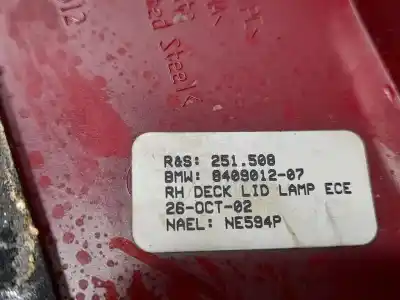 R&S: 251.508
BMW: 8409012-07
RH DECK LID LAMP ECE
26-OCT-02
NAEL: NE594P